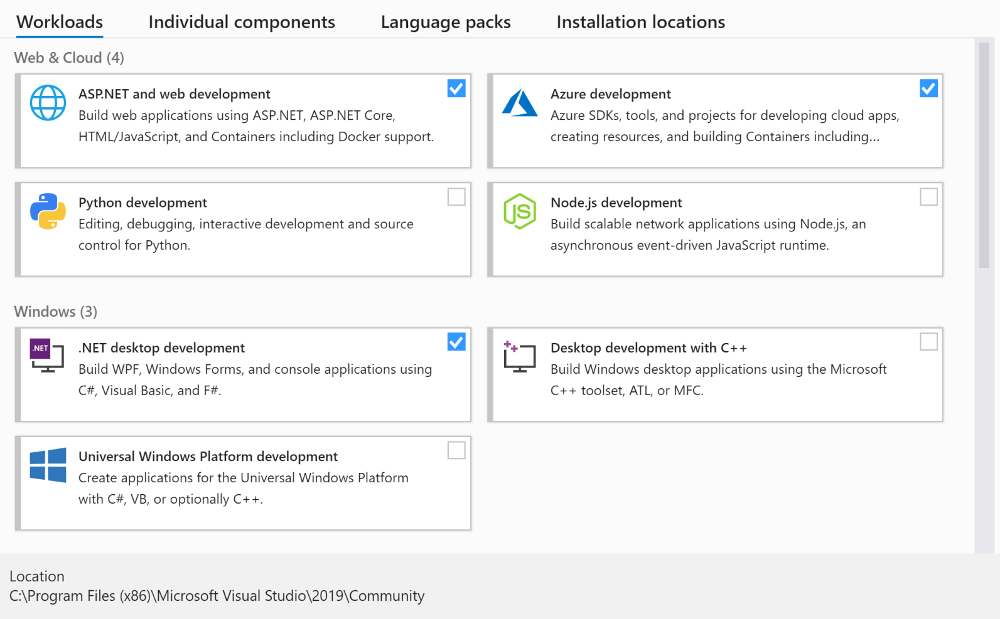 Workloads Individual components Language packs Installation locations
Web & Cloud (4)
ASP.NET and web development
Build web applications using ASP.NET, ASP.NET Core,
HTML/JavaScript, and Containers including Docker support.
Azure development
Azure SDKs, tools, and projects for developing cloud apps,
creating resources, and building Containers including...
Python development
Editing, debugging, interactive development and source
control for Python.
JS
Node.js development
Build scalable network applications using Node.js, an
asynchronous event-driven JavaScript runtime.
Windows (3)
.NET
.NET desktop development
Build WPF, Windows Forms, and console applications using
C#, Visual Basic, and F#.
Desktop development with C++
Build Windows desktop applications using the Microsoft
C++ toolset, ATL, or MFC.
Universal Windows Platform development
Create applications for the Universal Windows Platform
with C#, VB, or optionally C++.
Location
C:\Program Files (x86)\Microsoft Visual Studio\2019\Community